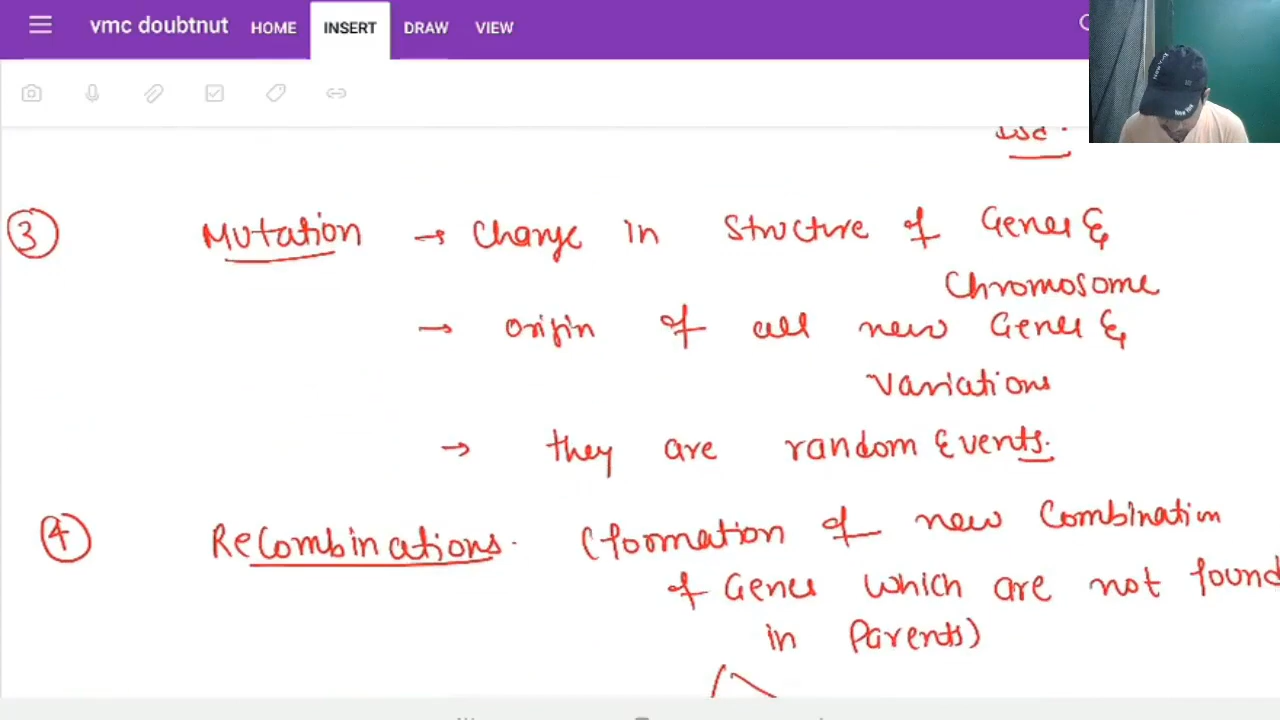 vmc doubtnut HOME INSERT DRAW VIEW
③ Mutation → Change in Structure of Genes &
Chromosome
→ origin of all new Genes &
Variations
→ they are random Events.
④ Recombinations. (formation of new Combination
of Genes which are not found
in Parents)